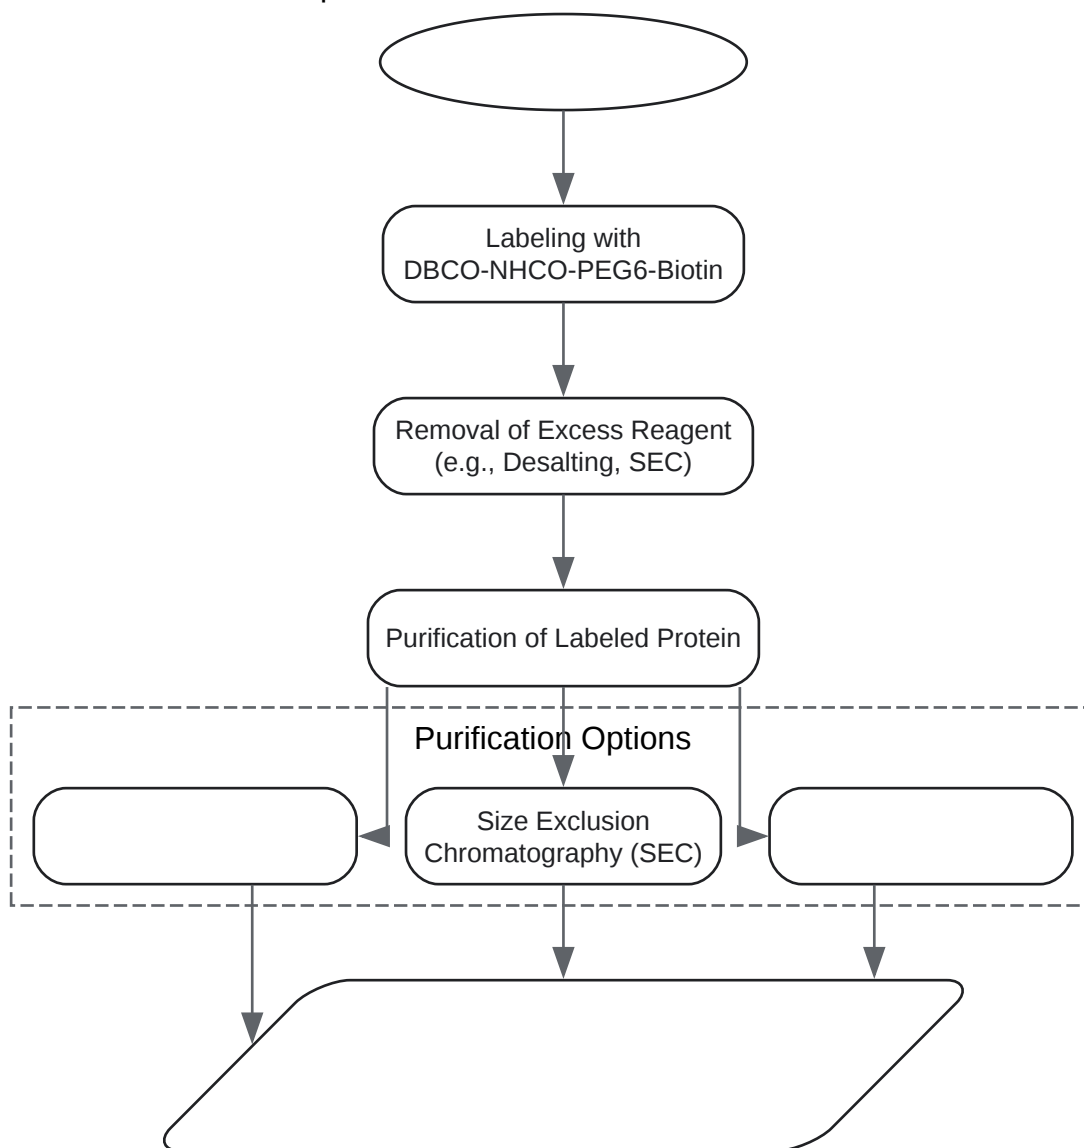 Labeling with
DBCO-NHCO-PEG6-Biotin
Removal of Excess Reagent
(e.g., Desalting, SEC)
Purification of Labeled Protein
Purification Options
Size Exclusion
Chromatography (SEC)